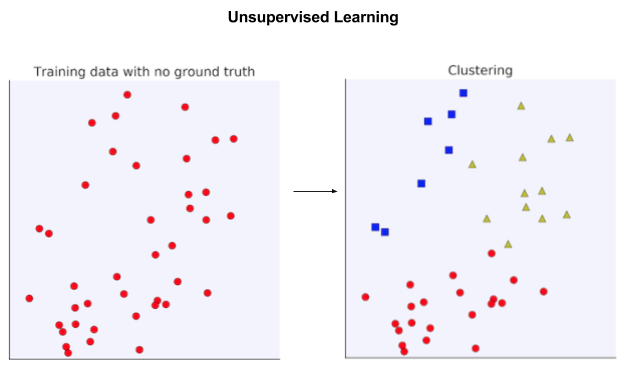 Unsupervised Learning
Training data with no ground truth
Clustering